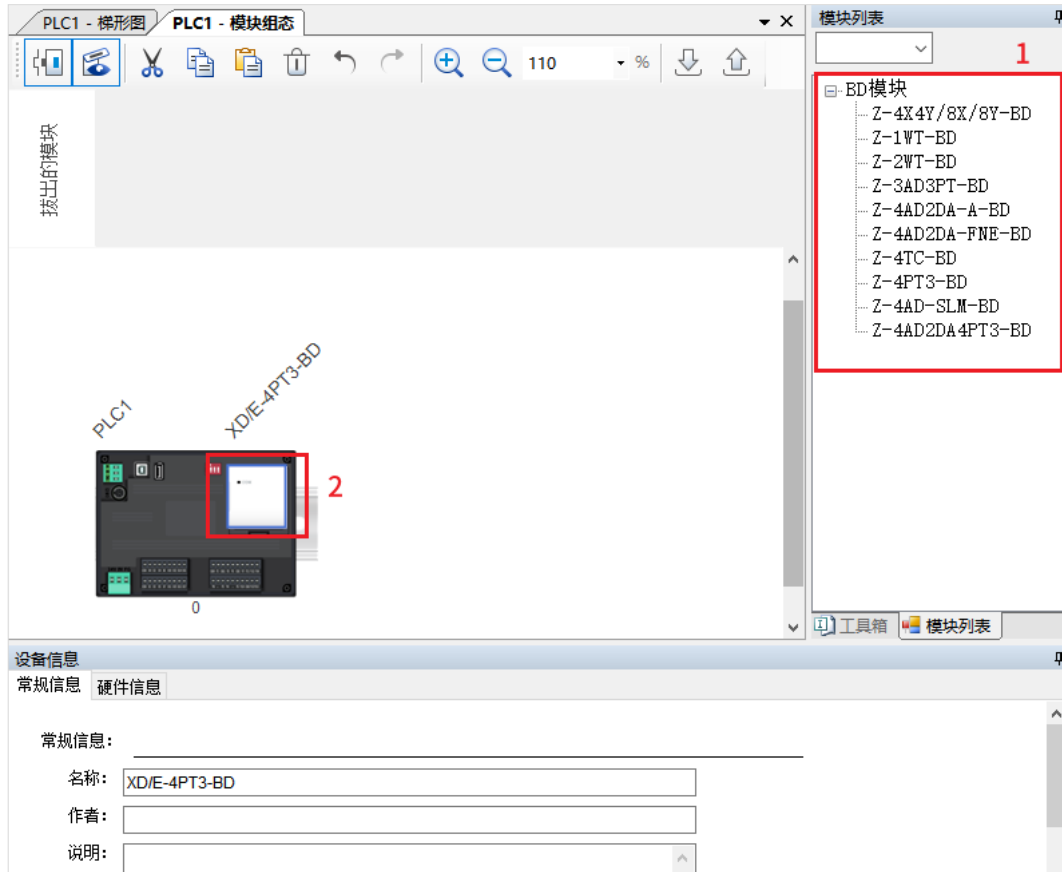 PLC1 - 梯形图
PLC1 - 模块组态
模块列表
110
%
1
BD模块
Z-4X4Y/8X/8Y-BD
Z-1WT-BD
Z-2WT-BD
Z-3AD3PT-BD
Z-4AD2DA-A-BD
Z-4AD2DA-FNE-BD
Z-4TC-BD
Z-4PT3-BD
Z-4AD-SLM-BD
Z-4AD2DA4PT3-BD
拔出的模块
PLC1
XD/E-4PT3-BD
2
0
工具箱
模块列表
设备信息
常规信息
硬件信息
常规信息：
名称：
XD/E-4PT3-BD
作者：
说明：